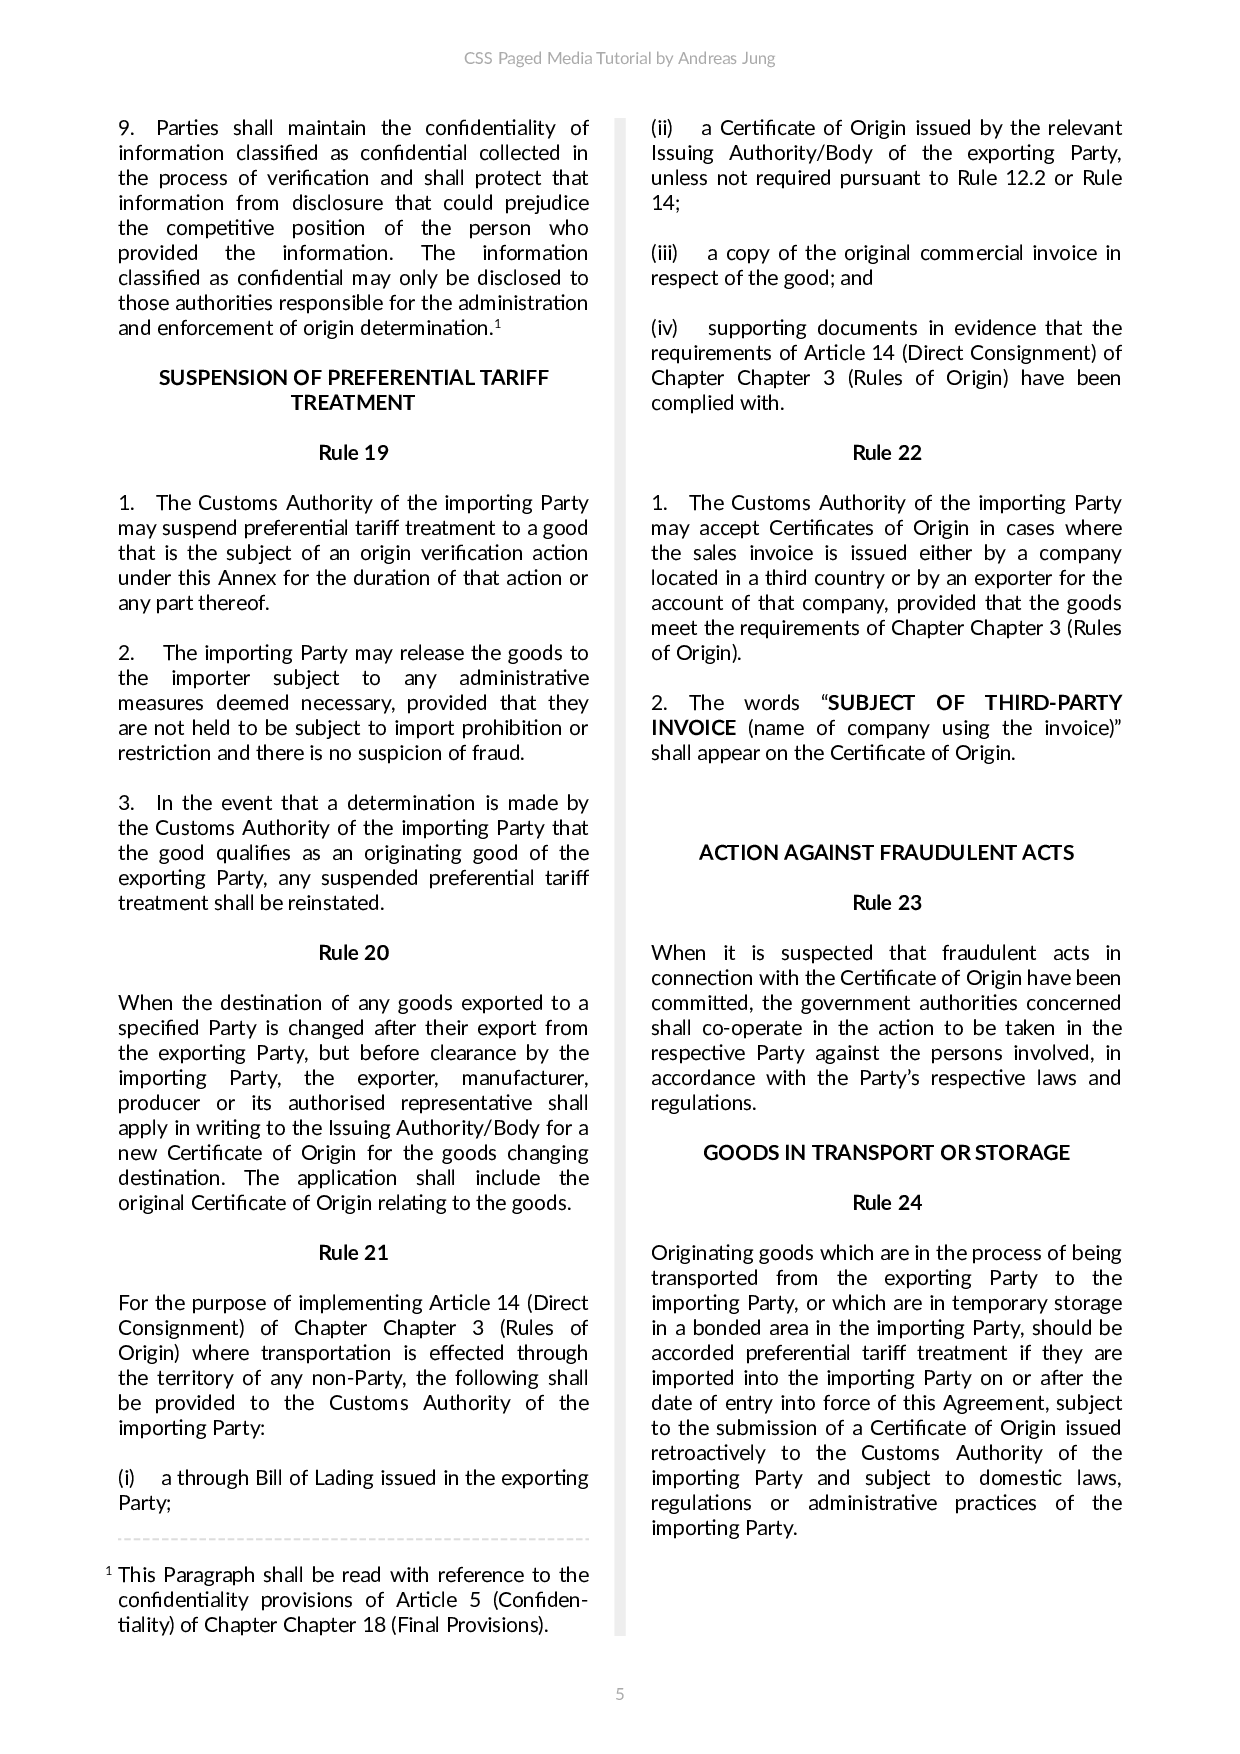 CSS Paged Media Tutorial by Andreas Jung
9. Parties shall maintain the confidentiality of
information classified as confidential collected in
the process of verification and shall protect that
information from disclosure that could prejudice
the competitive position of the person who
provided the information. The information
classified as confidential may only be disclosed to
those authorities responsible for the administration
and enforcement of origin determination.¹
SUSPENSION OF PREFERENTIAL TARIFF
TREATMENT
Rule 19
1. The Customs Authority of the importing Party
may suspend preferential tariff treatment to a good
that is the subject of an origin verification action
under this Annex for the duration of that action or
any part thereof.
2. The importing Party may release the goods to
the importer subject to any administrative
measures deemed necessary, provided that they
are not held to be subject to import prohibition or
restriction and there is no suspicion of fraud.
3. In the event that a determination is made by
the Customs Authority of the importing Party that
the good qualifies as an originating good of the
exporting Party, any suspended preferential tariff
treatment shall be reinstated.
Rule 20
When the destination of any goods exported to a
specified Party is changed after their export from
the exporting Party, but before clearance by the
importing Party, the exporter, manufacturer,
producer or its authorised representative shall
apply in writing to the Issuing Authority/Body for a
new Certificate of Origin for the goods changing
destination. The application shall include the
original Certificate of Origin relating to the goods.
Rule 21
For the purpose of implementing Article 14 (Direct
Consignment) of Chapter Chapter 3 (Rules of
Origin) where transportation is effected through
the territory of any non-Party, the following shall
be provided to the Customs Authority of the
importing Party:
(i) a through Bill of Lading issued in the exporting
Party;
¹ This Paragraph shall be read with reference to the
confidentiality provisions of Article 5 (Confiden-
tiality) of Chapter Chapter 18 (Final Provisions).
(ii) a Certificate of Origin issued by the relevant
Issuing Authority/Body of the exporting Party,
unless not required pursuant to Rule 12.2 or Rule
14;
(iii) a copy of the original commercial invoice in
respect of the good; and
(iv) supporting documents in evidence that the
requirements of Article 14 (Direct Consignment) of
Chapter Chapter 3 (Rules of Origin) have been
complied with.
Rule 22
1. The Customs Authority of the importing Party
may accept Certificates of Origin in cases where
the sales invoice is issued either by a company
located in a third country or by an exporter for the
account of that company, provided that the goods
meet the requirements of Chapter Chapter 3 (Rules
of Origin).
2. The words “SUBJECT OF THIRD-PARTY
INVOICE (name of company using the invoice)”
shall appear on the Certificate of Origin.
ACTION AGAINST FRAUDULENT ACTS
Rule 23
When it is suspected that fraudulent acts in
connection with the Certificate of Origin have been
committed, the government authorities concerned
shall co-operate in the action to be taken in the
respective Party against the persons involved, in
accordance with the Party’s respective laws and
regulations.
GOODS IN TRANSPORT OR STORAGE
Rule 24
Originating goods which are in the process of being
transported from the exporting Party to the
importing Party, or which are in temporary storage
in a bonded area in the importing Party, should be
accorded preferential tariff treatment if they are
imported into the importing Party on or after the
date of entry into force of this Agreement, subject
to the submission of a Certificate of Origin issued
retroactively to the Customs Authority of the
importing Party and subject to domestic laws,
regulations or administrative practices of the
importing Party.
5